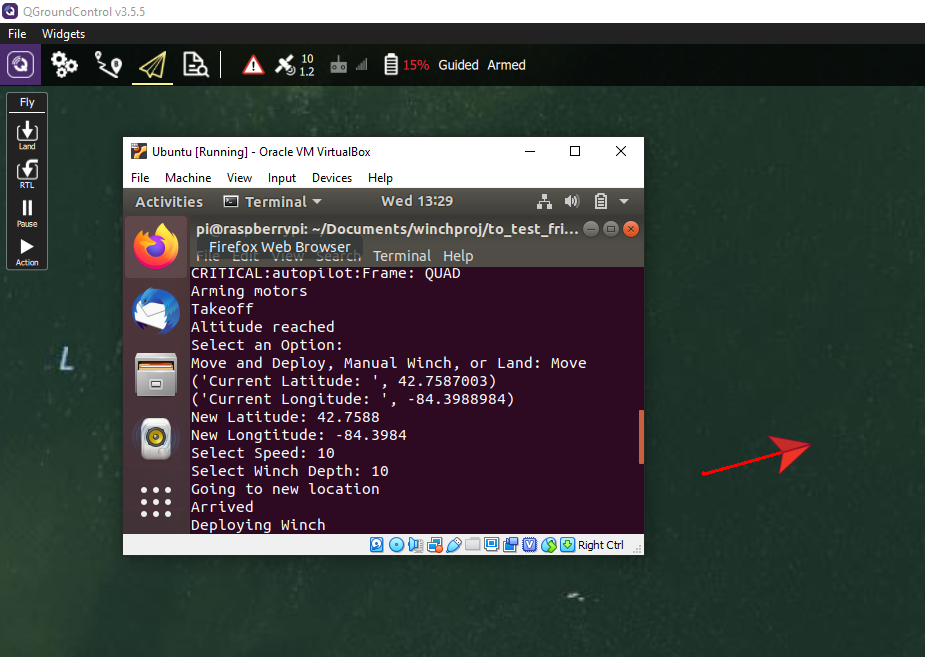 QGroundControl v3.5.5
File Widgets
10
1.2
15% Guided Armed
Fly
Land
RTL
Pause
Action
Ubuntu [Running] - Oracle VM VirtualBox
File Machine View Input Devices Help
Activities Terminal Wed 13:29
pi@raspberrypi: ~/Documents/winchproj/to_test_fri...
Firefox Web Browser
File Edit View Search Terminal Help
CRITICAL:autopilot:Frame: QUAD
Arming motors
Takeoff
Altitude reached
Select an Option:
Move and Deploy, Manual Winch, or Land: Move
('Current Latitude: ', 42.7587003)
('Current Longitude: ', -84.3988984)
New Latitude: 42.7588
New Longtitude: -84.3984
Select Speed: 10
Select Winch Depth: 10
Going to new location
Arrived
Deploying Winch
Right Ctrl
L